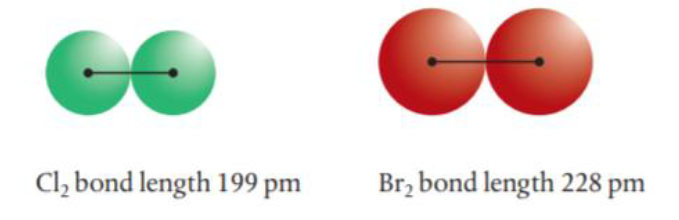 Cl₂ bond length 199 pm Br₂ bond length 228 pm